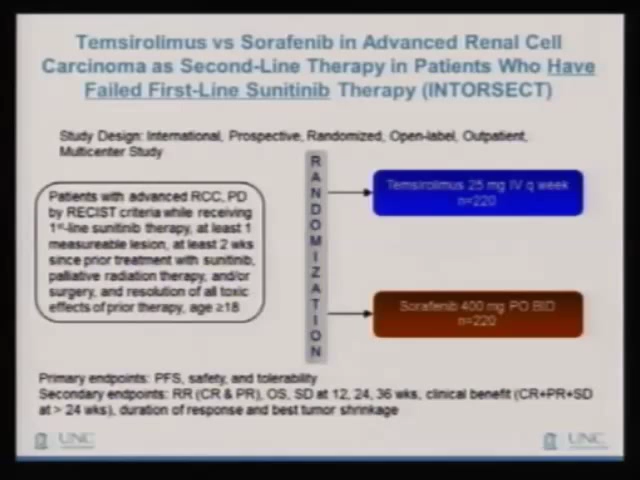 Temsirolimus vs Sorafenib in Advanced Renal Cell
Carcinoma as Second-Line Therapy in Patients Who Have
Failed First-Line Sunitinib Therapy (INTORSECT)
Study Design: International, Prospective, Randomized, Open-label, Outpatient,
Multicenter Study
Patients with advanced RCC, PD
by RECIST criteria while receiving
1st-line sunitinib therapy, at least 1
measureable lesion, at least 2 wks
since prior treatment with sunitinib,
palliative radiation therapy, and/or
surgery, and resolution of all toxic
effects of prior therapy, age ≥18
RANDOMIZATION
Temsirolimus 25 mg IV q week
n=220
Sorafenib 400 mg PO BID
n=220
Primary endpoints: PFS, safety, and tolerability
Secondary endpoints: RR (CR & PR), OS, SD at 12, 24, 36 wks, clinical benefit (CR+PR+SD
at > 24 wks), duration of response and best tumor shrinkage
UNC
UNC